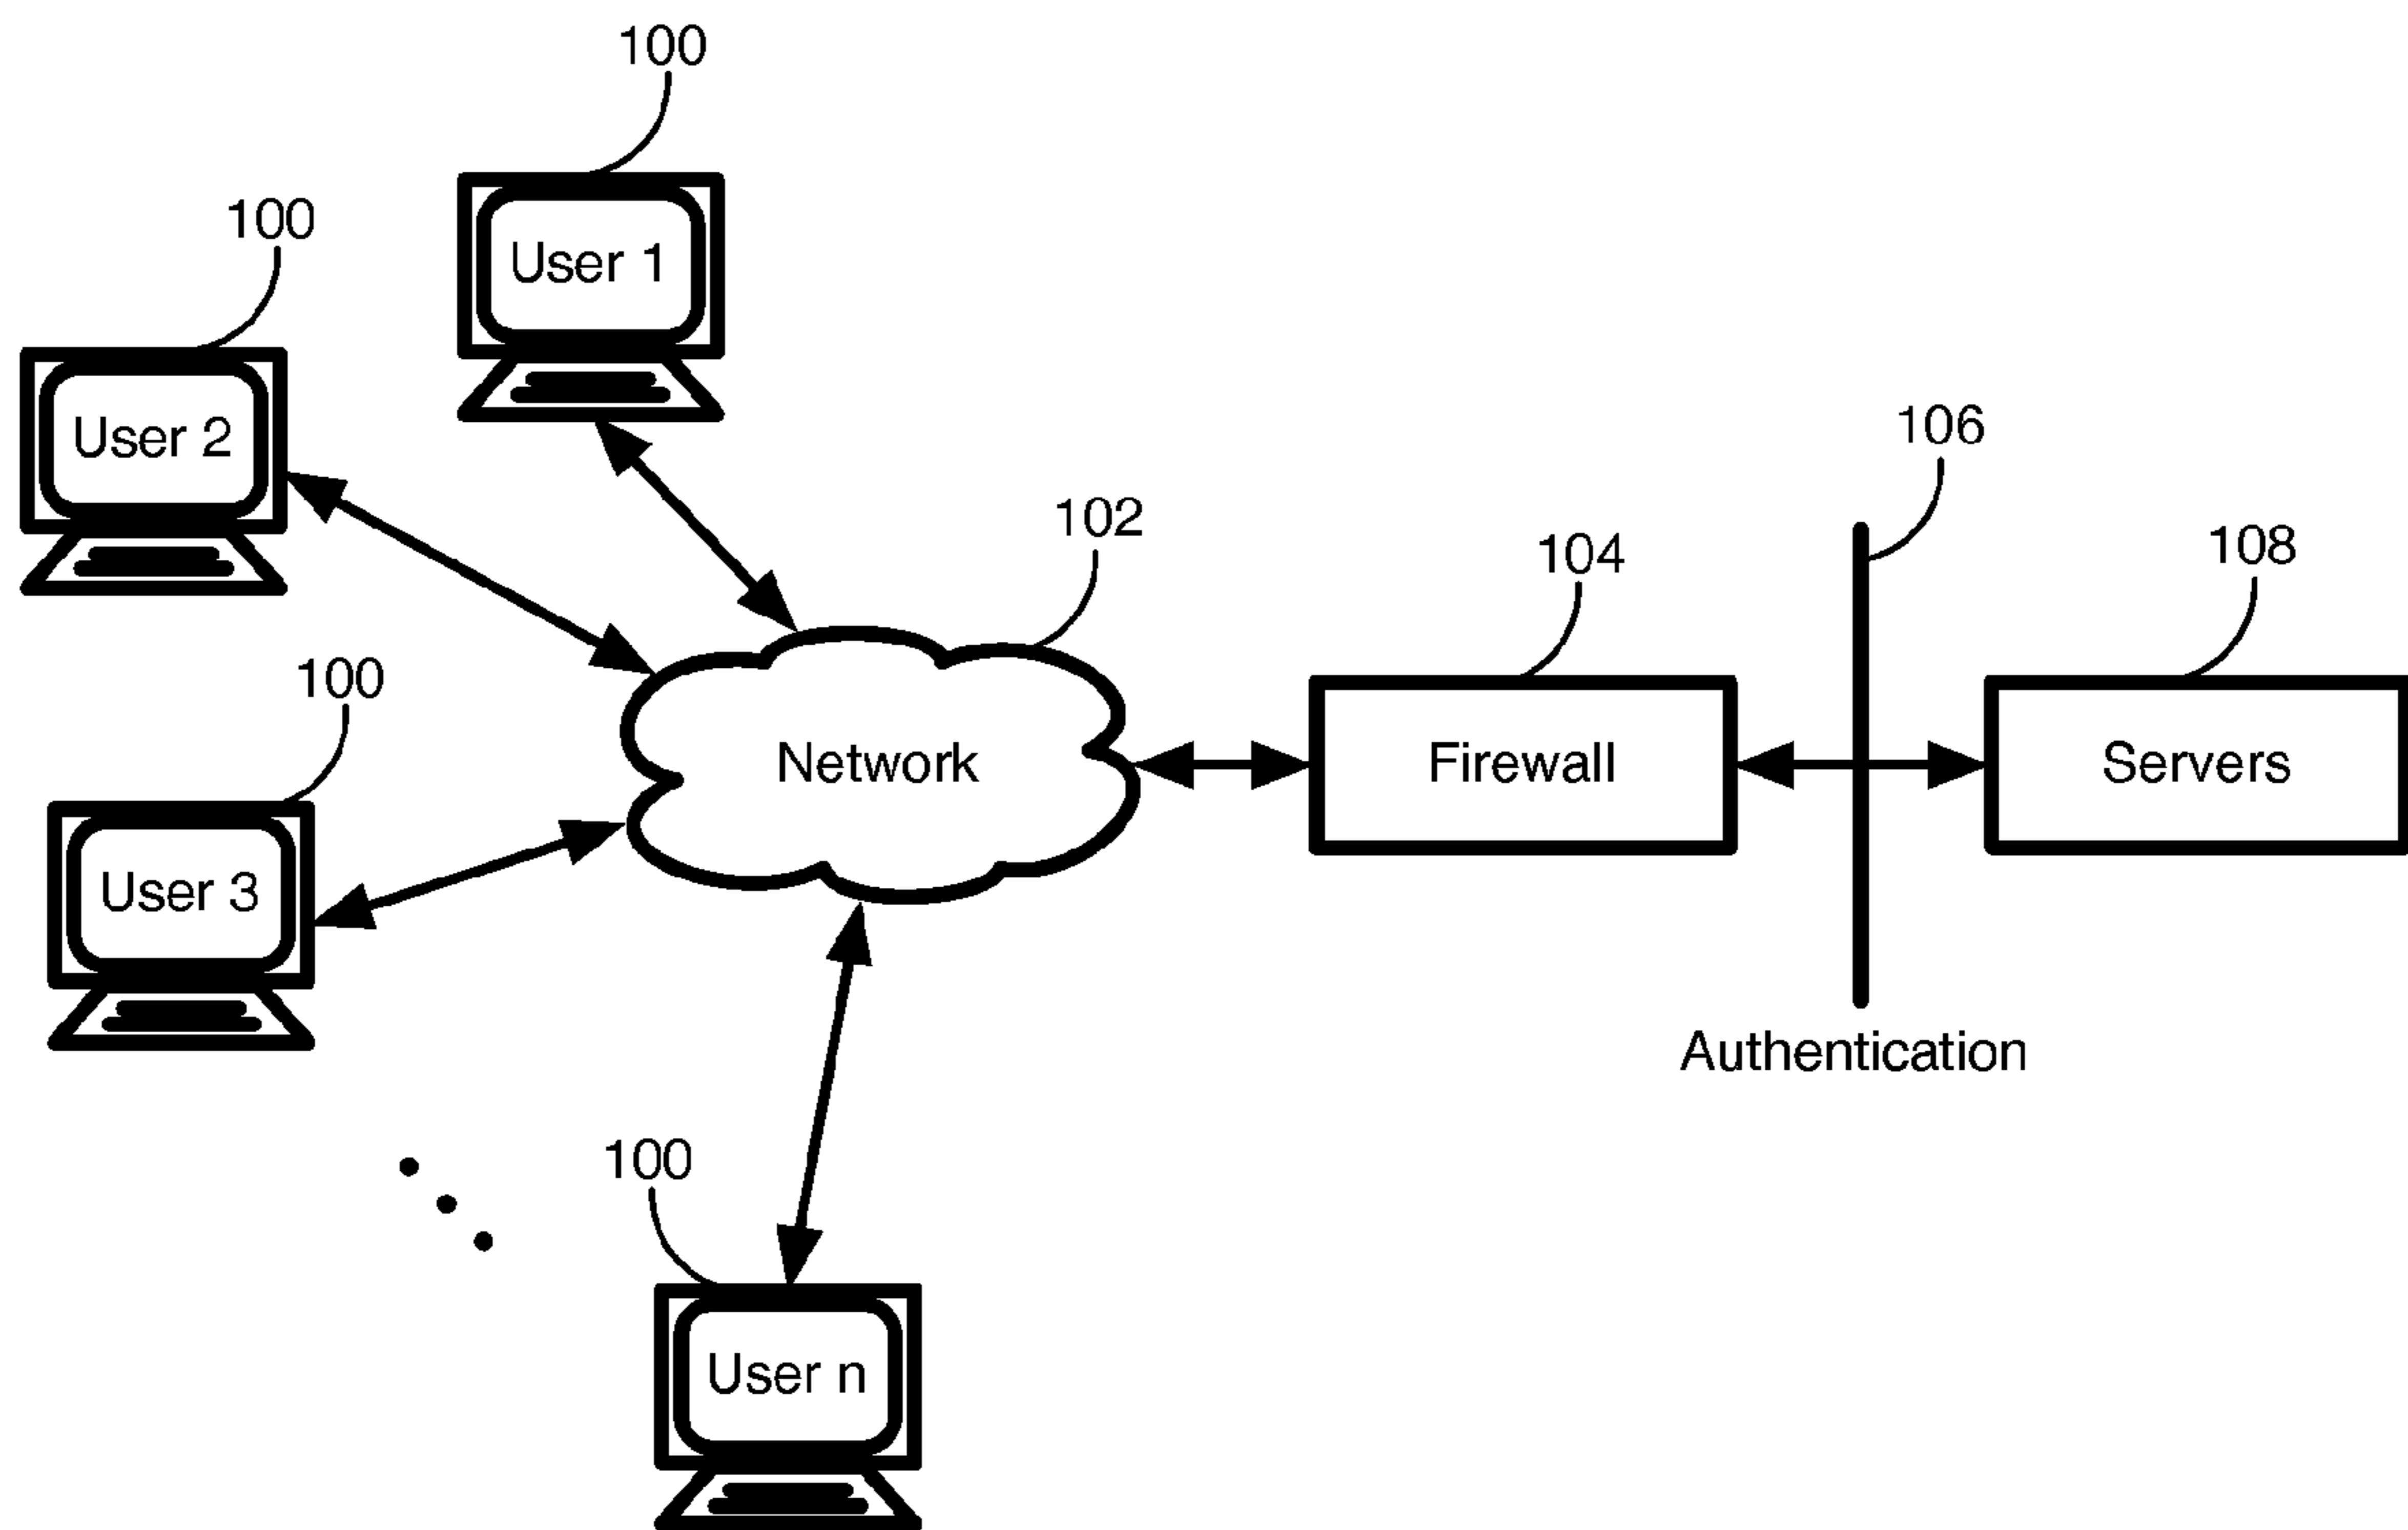 100
User 1
100
User 2
100
User 3
100
User n
102
Network
104
Firewall
106
Authentication
108
Servers